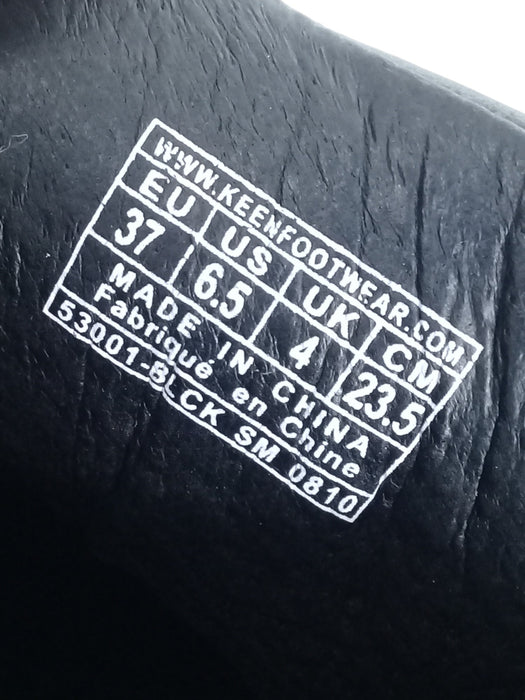 WWW.KEENFOOTWEAR.COM
EU US UK CM
37 6.5 4 23.5
MADE IN CHINA
Fabriqué en Chine
53001-BLCK SM 0810